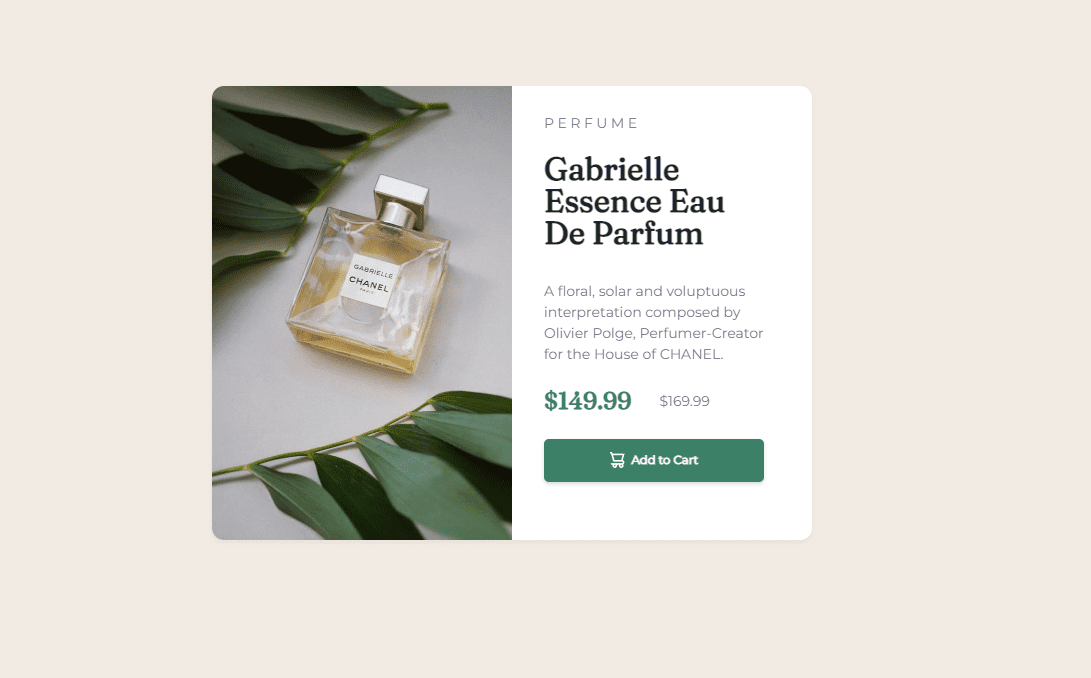 GABRIELLE
CHANEL
PARIS
PERFUME
Gabrielle
Essence Eau
De Parfum
A floral, solar and voluptuous
interpretation composed by
Olivier Polge, Perfumer-Creator
for the House of CHANEL.
$149.99 $169.99
Add to Cart